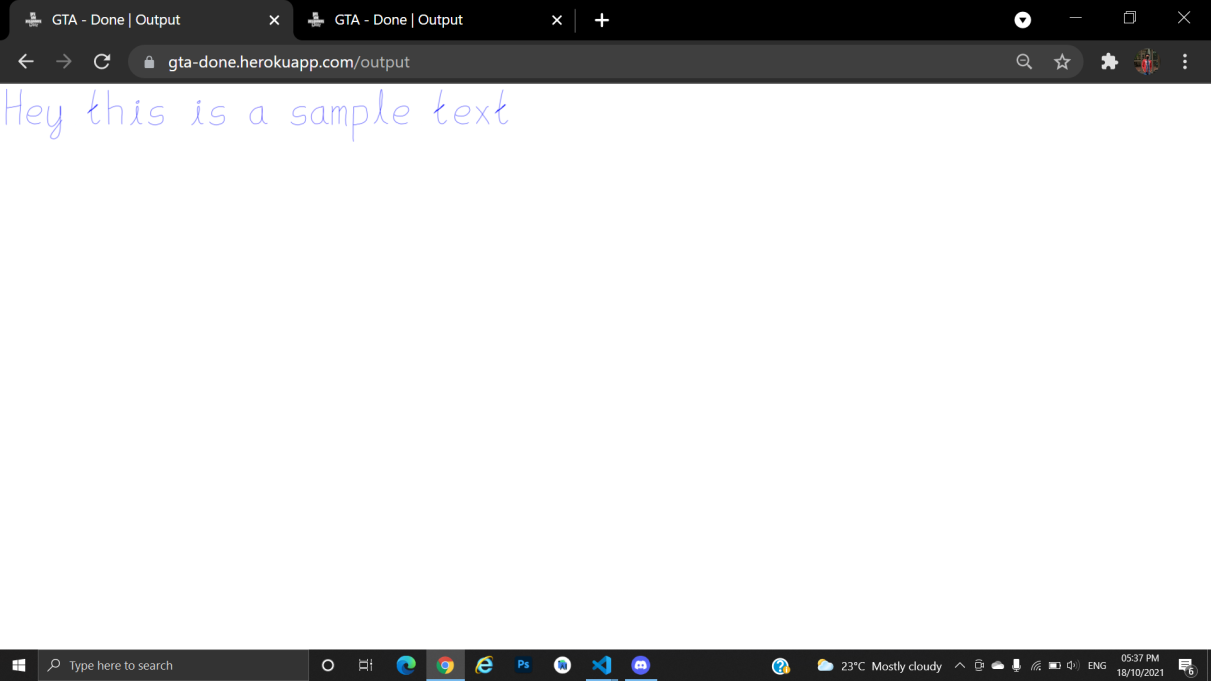 GTA - Done | Output
GTA - Done | Output
gta-done.herokuapp.com/output
Hey this is a sample text
Type here to search
Ps
23°C Mostly cloudy
ENG
05:37 PM
18/10/2021
6